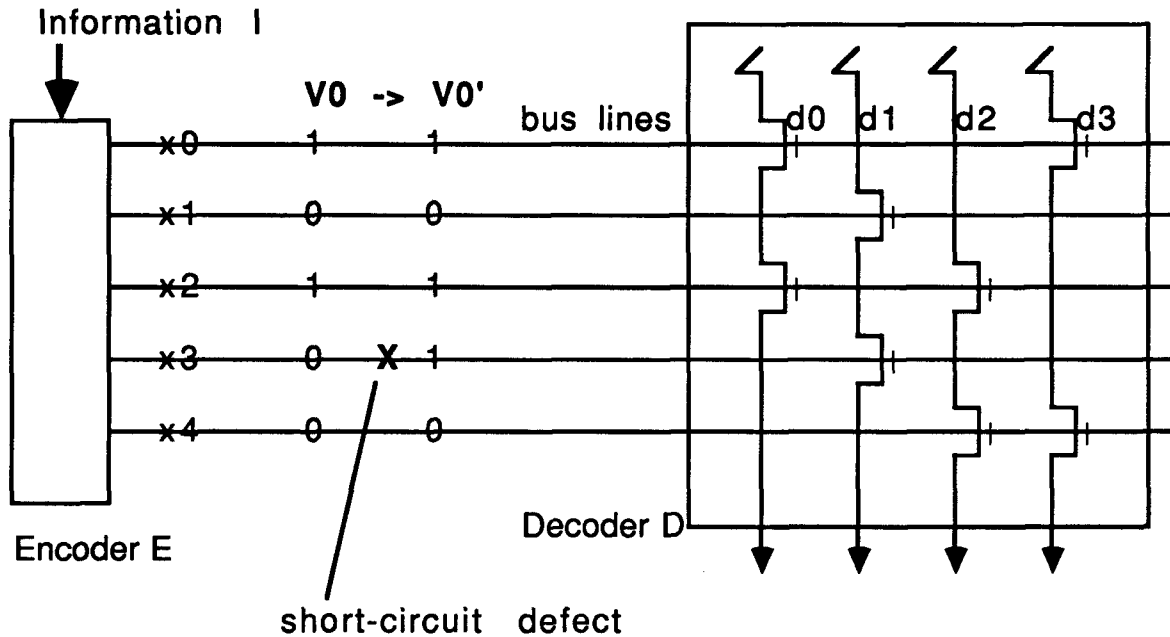 Information I
V0 -> V0'
bus lines
d0 d1 d2 d3
x0 1 1
x1 0 0
x2 1 1
x3 0 X 1
x4 0 0
Decoder D
Encoder E
short-circuit defect